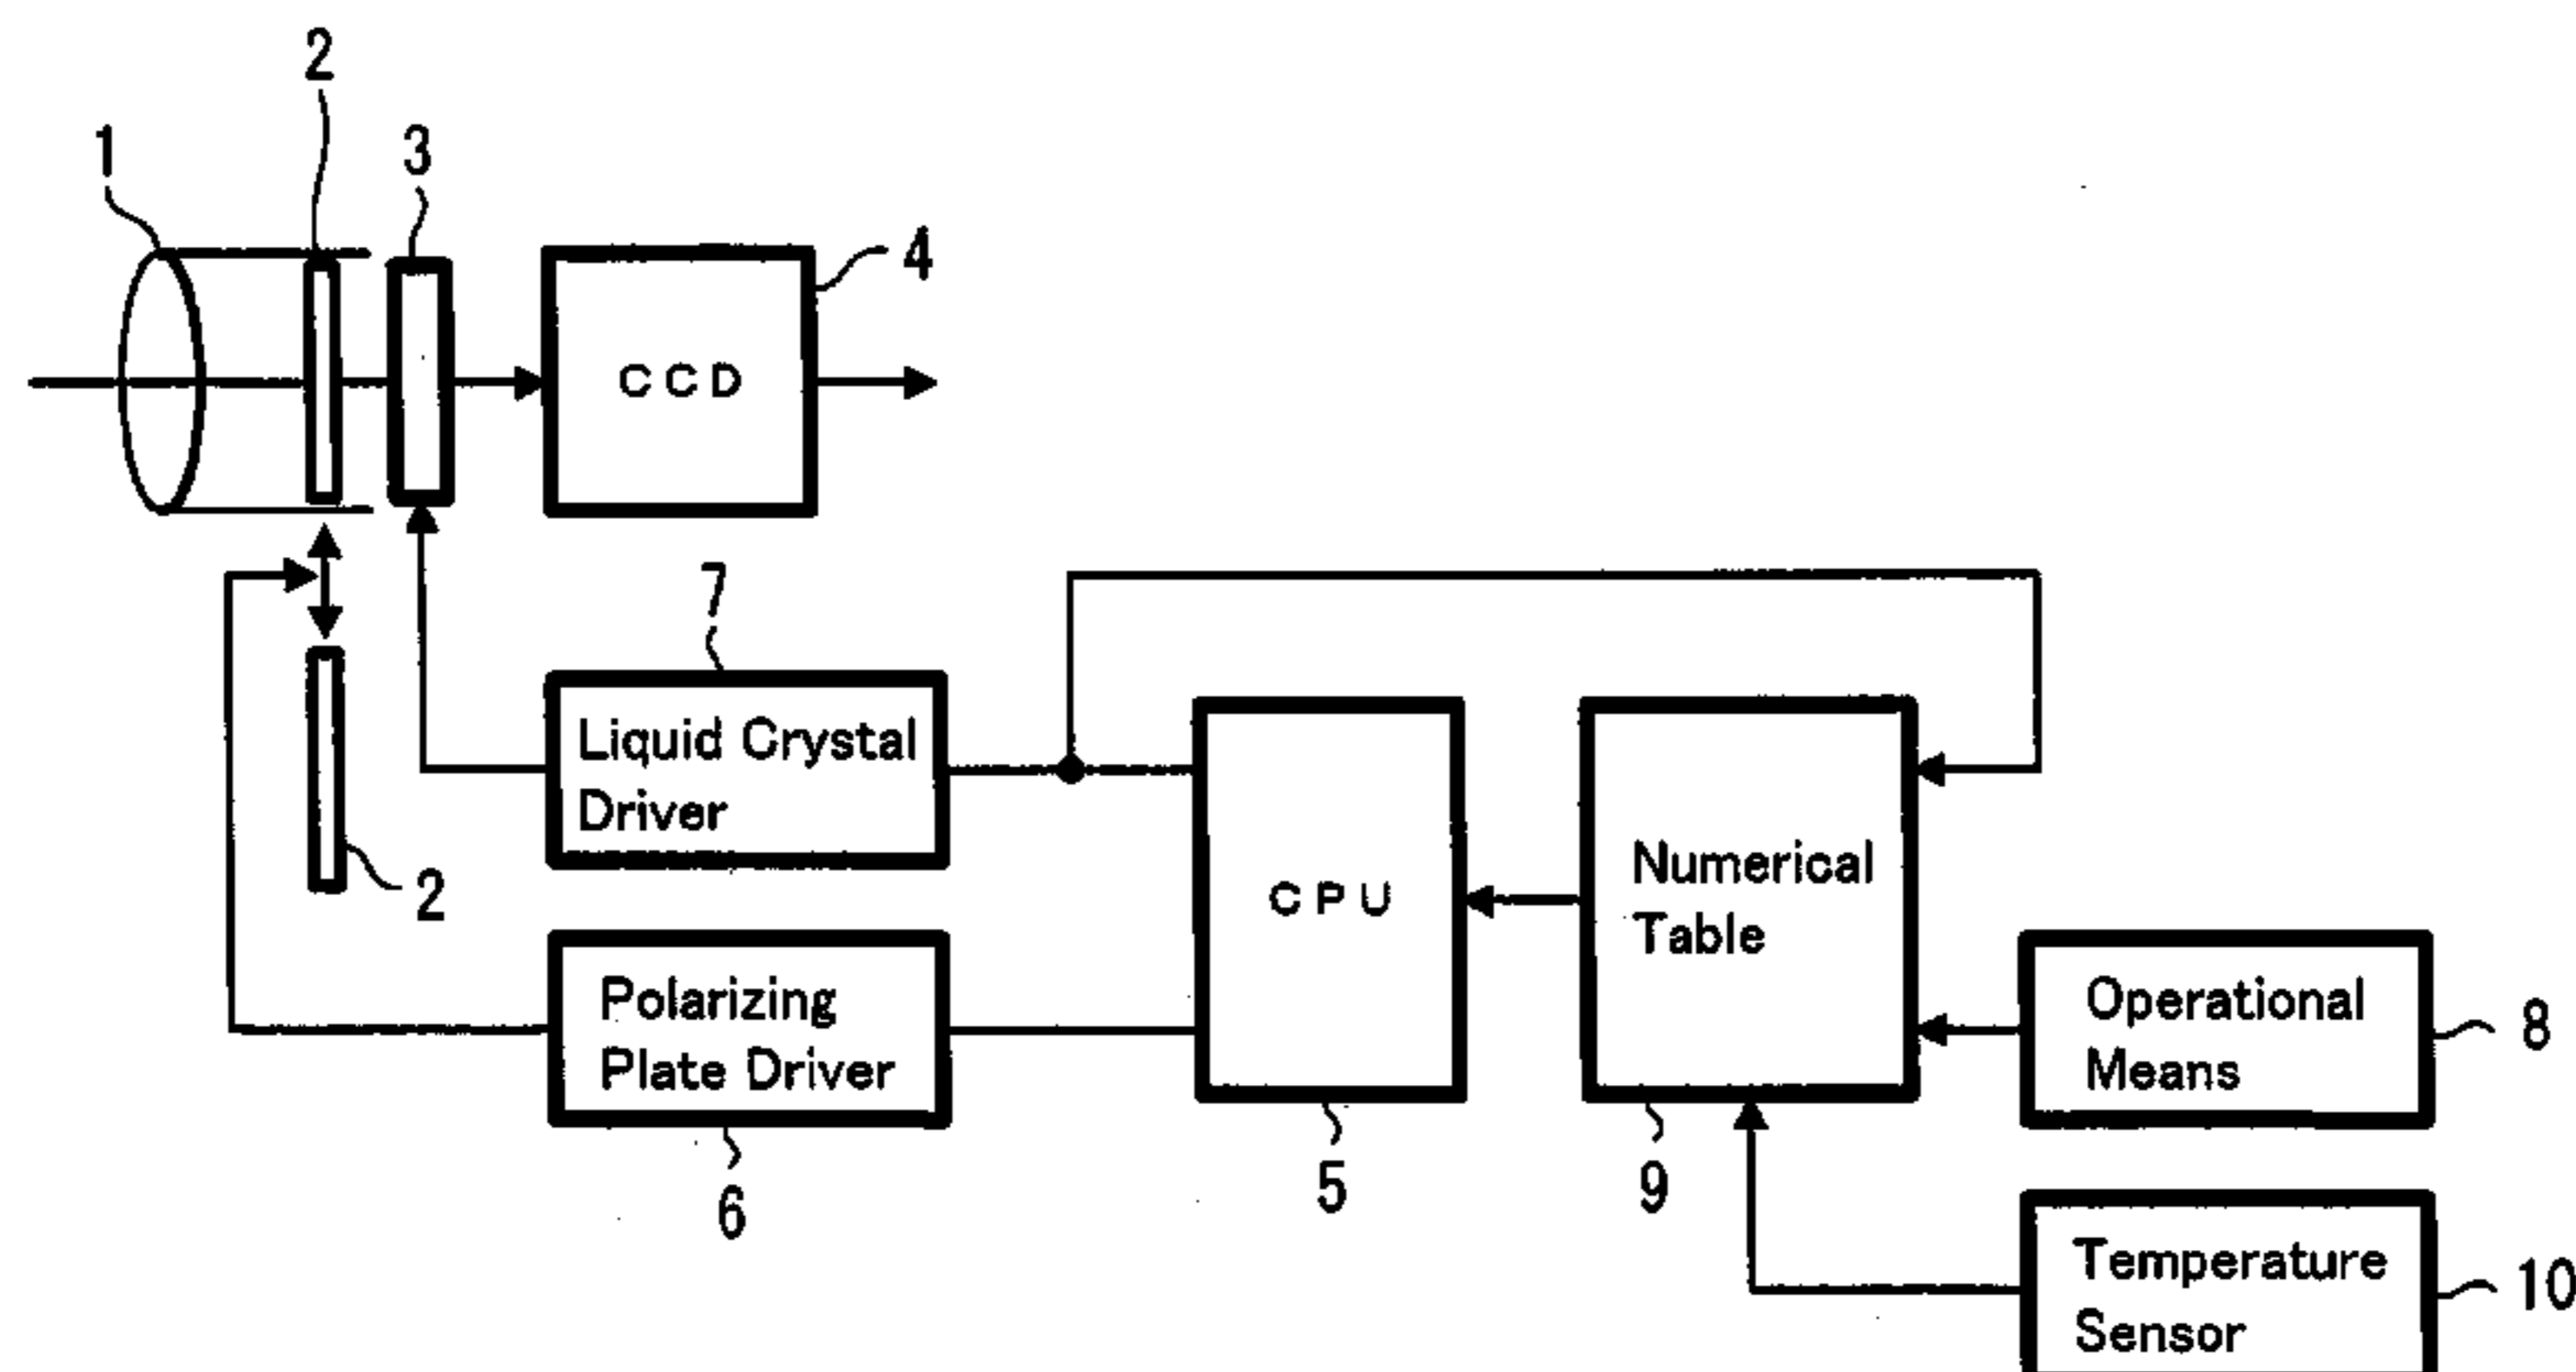 2
1
3
4
CCD
7
Liquid Crystal
Driver
2
CPU
Numerical
Table
Polarizing
Plate Driver
Operational
Means
8
6
5
9
Temperature
Sensor
10